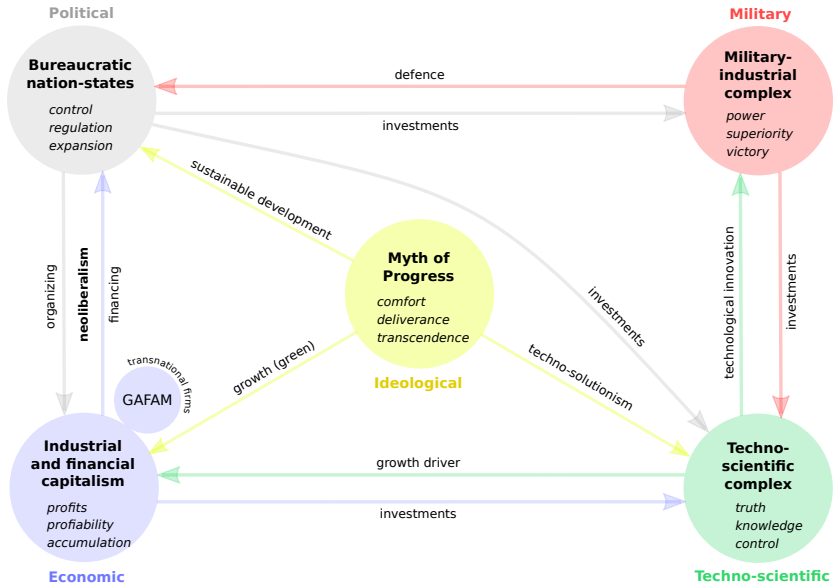 Political
Military
Bureaucratic
nation-states
control
regulation
expansion
Military-
industrial
complex
power
superiority
victory
defence
investments
sustainable development
Myth of
Progress
comfort
deliverance
transcendence
Ideological
investments
organizing
neoliberalism
financing
technological innovation
investments
growth (green)
techno-solutionism
transnational firms
GAFAM
Industrial
and financial
capitalism
profits
profiability
accumulation
Economic
growth driver
investments
Techno-
scientific
complex
truth
knowledge
control
Techno-scientific